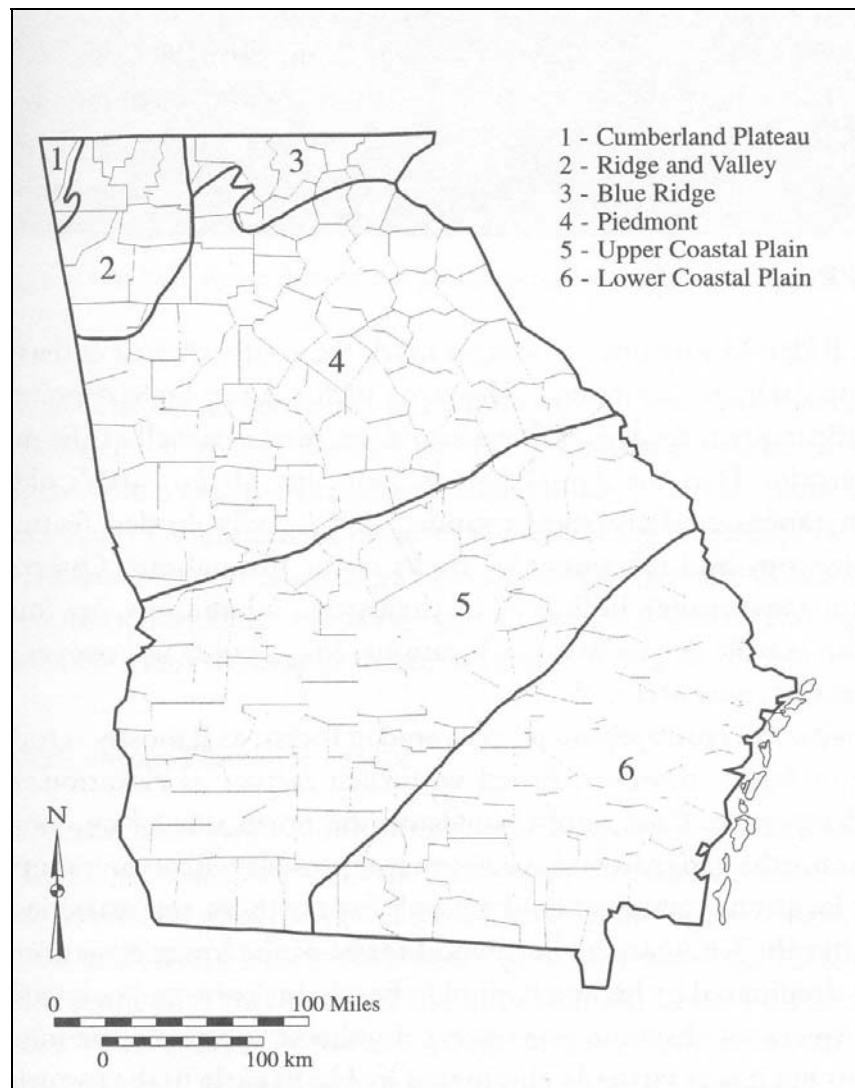 1 - Cumberland Plateau
2 - Ridge and Valley
3 - Blue Ridge
4 - Piedmont
5 - Upper Coastal Plain
6 - Lower Coastal Plain
1
3
2
4
5
6
N
0 100 Miles
0 100 km